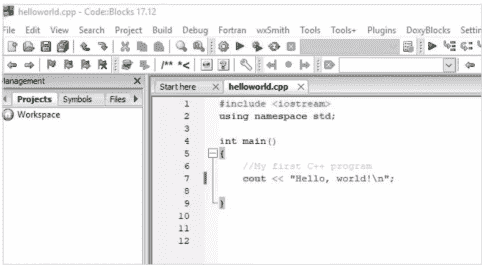 helloworld.cpp - Code::Blocks 17.12
File Edit View Search Project Build Debug Fortran wxSmith Tools Tools+ Plugins DoxyBlocks Settin
/** *<
Management
Projects Symbols Files
Workspace
Start here helloworld.cpp
1 #include <iostream>
2 using namespace std;
3
4 int main()
5 {
6 //My first C++ program
7 cout << "Hello, world!\n";
8
9 }
10
11
12